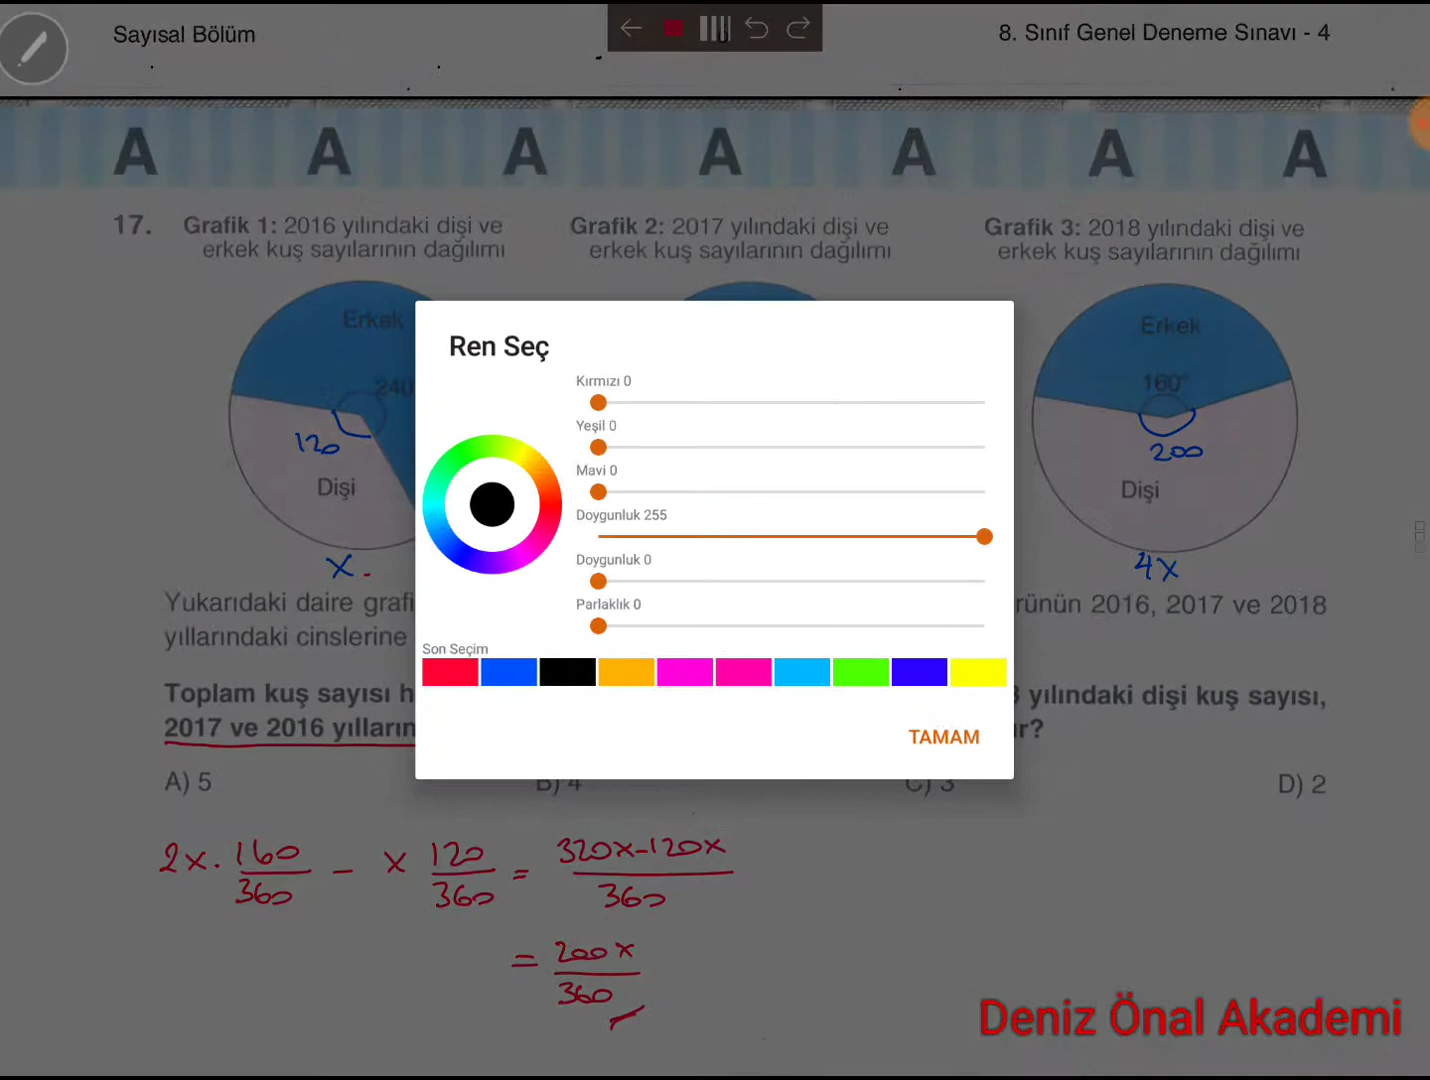 Sayısal Bölüm
8. Sınıf Genel Deneme Sınavı - 4
A A A A A A A
17. Grafik 1: 2016 yılındaki dişi ve erkek kuş sayılarının dağılımı
Grafik 2: 2017 yılındaki dişi ve erkek kuş sayılarının dağılımı
Grafik 3: 2018 yılındaki dişi ve erkek kuş sayılarının dağılımı
Erkek
240
120
Dişi
x
Erkek
160°
200
Dişi
4x
Ren Seç
Kırmızı 0
Yeşil 0
Mavi 0
Doygunluk 255
Doygunluk 0
Parlaklık 0
Son Seçim
TAMAM
Yukarıdaki daire grafi rünün 2016, 2017 ve 2018
yıllarındaki cinslerine
Toplam kuş sayısı h yılındaki dişi kuş sayısı,
2017 ve 2016 yılların r?
A) 5 B) 4 C) 3 D) 2
2x. 160/360 - x 120/360 = 320x-120x/360
= 200x/360
Deniz Önal Akademi